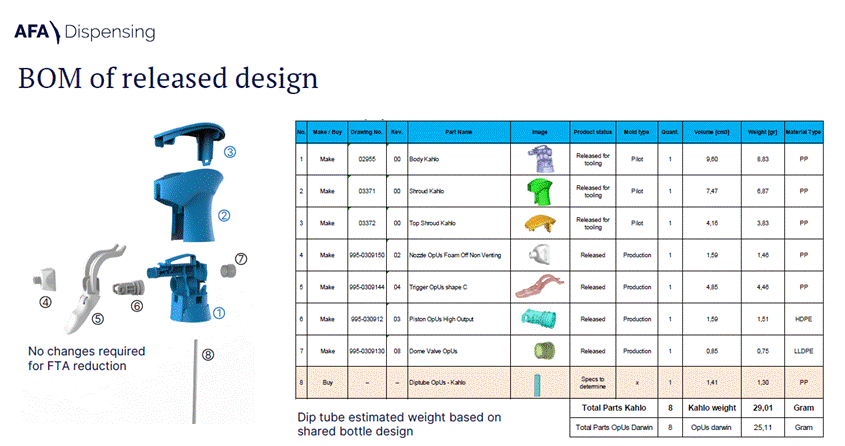 AFA Dispensing
BOM of released design
③
②
⑦
④
⑤
⑥
①
⑧
No changes required
for FTA reduction
No. Make / Buy Drawing No. Rev. Part Name Image Product status Mold type Quant. Volume [cm3] Weight [gr] Material Type
1 Make 02955 00 Body Kahlo Released for tooling Pilot 1 9,60 8,83 PP
2 Make 03371 00 Shroud Kahlo Released for tooling Pilot 1 7,47 6,87 PP
3 Make 03372 00 Top Shroud Kahlo Released for tooling Pilot 1 4,16 3,83 PP
4 Make 995-0309150 02 Nozzle OpUs Foam Off Non Venting Released Production 1 1,59 1,46 PP
5 Make 995-0309144 04 Trigger OpUs shape C Released Production 1 4,85 4,46 PP
6 Make 995-030912 03 Piston OpUs High Output Released Production 1 1,59 1,51 HDPE
7 Make 995-0309130 08 Dome Valve OpUs Released Production 1 0,85 0,75 LLDPE
8 Buy – – Diptube OpUs - Kahlo Specs to determine x 1 1,41 1,30 PP
Total Parts Kahlo 8 Kahlo weight 29,01 Gram
Total Parts OpUs Darwin 8 OpUs darwin 25,11 Gram
Dip tube estimated weight based on
shared bottle design